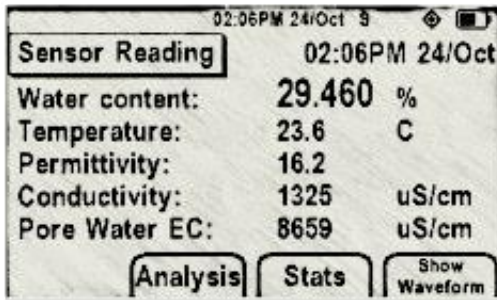 02:06PM 24/Oct 9
Sensor Reading 02:06PM 24/Oct
Water content: 29.460 %
Temperature: 23.6 C
Permittivity: 16.2
Conductivity: 1325 uS/cm
Pore Water EC: 8659 uS/cm
Analysis Stats Show Waveform